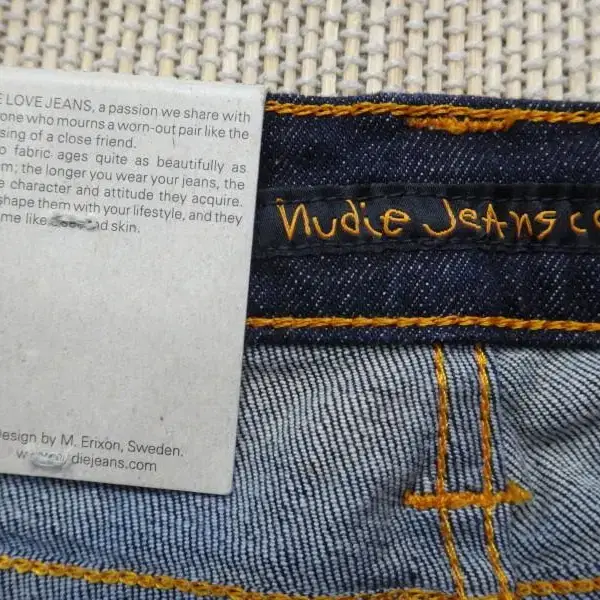 E LOVE JEANS, a passion we share with
one who mourns a worn-out pair like the
sing of a close friend.
o fabric ages quite as beautifully as
m; the longer you wear your jeans, the
e character and attitude they acquire.
shape them with your lifestyle, and they
me like nd skin.
esign by M. Erixon, Sweden.
w diejeans.com
Nudie Jeans co